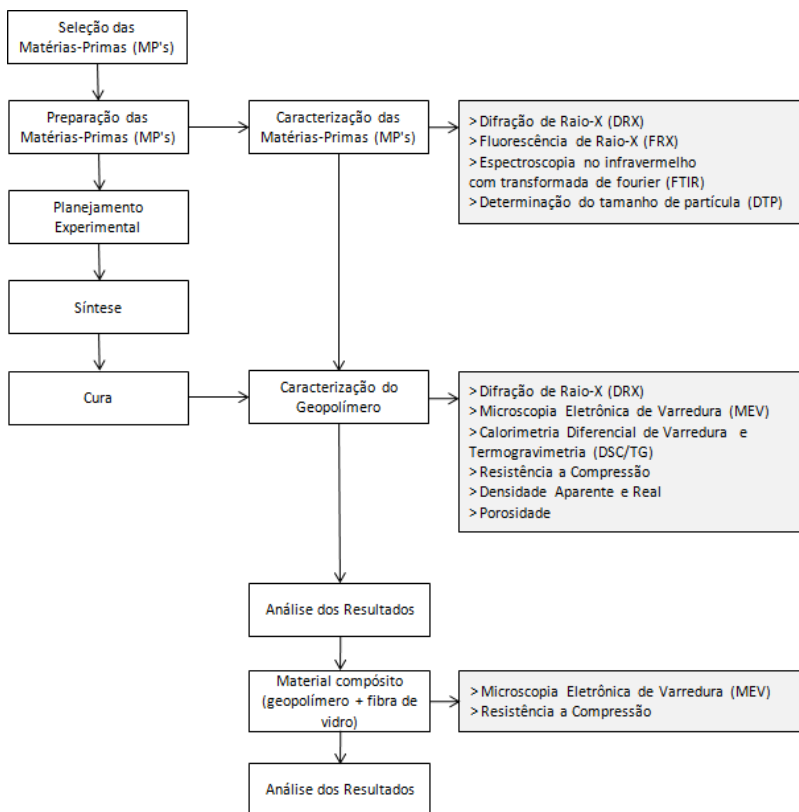 Seleção das
Matérias-Primas (MP's)
Preparação das
Matérias-Primas (MP's)
Caracterização das
Matérias-Primas (MP's)
> Difração de Raio-X (DRX)
> Fluorescência de Raio-X (FRX)
> Espectroscopia no infravermelho
com transformada de fourier (FTIR)
> Determinação do tamanho de partícula (DTP)
Planejamento
Experimental
Síntese
Cura
Caracterização do
Geopolímero
> Difração de Raio-X (DRX)
> Microscopia Eletrônica de Varredura (MEV)
> Calorimetria Diferencial de Varredura e
Termogravimetria (DSC/TG)
> Resistência a Compressão
> Densidade Aparente e Real
> Porosidade
Análise dos Resultados
Material compósito
(geopolímero + fibra de
vidro)
> Microscopia Eletrônica de Varredura (MEV)
> Resistência a Compressão
Análise dos Resultados